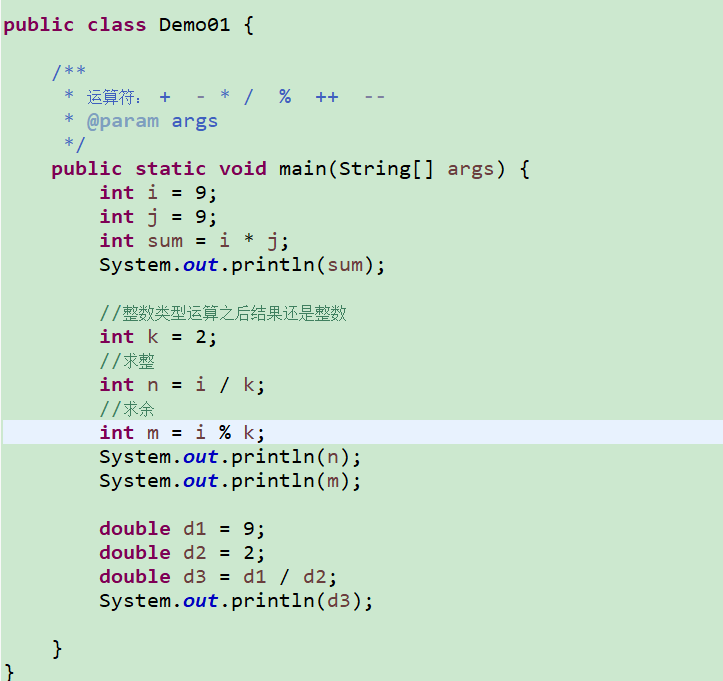 public class Demo01 {
/**
* 运算符： + - * / % ++ --
* @param args
*/
public static void main(String[] args) {
int i = 9;
int j = 9;
int sum = i * j;
System.out.println(sum);
//整数类型运算之后结果还是整数
int k = 2;
//求整
int n = i / k;
//求余
int m = i % k;
System.out.println(n);
System.out.println(m);
double d1 = 9;
double d2 = 2;
double d3 = d1 / d2;
System.out.println(d3);
}
}